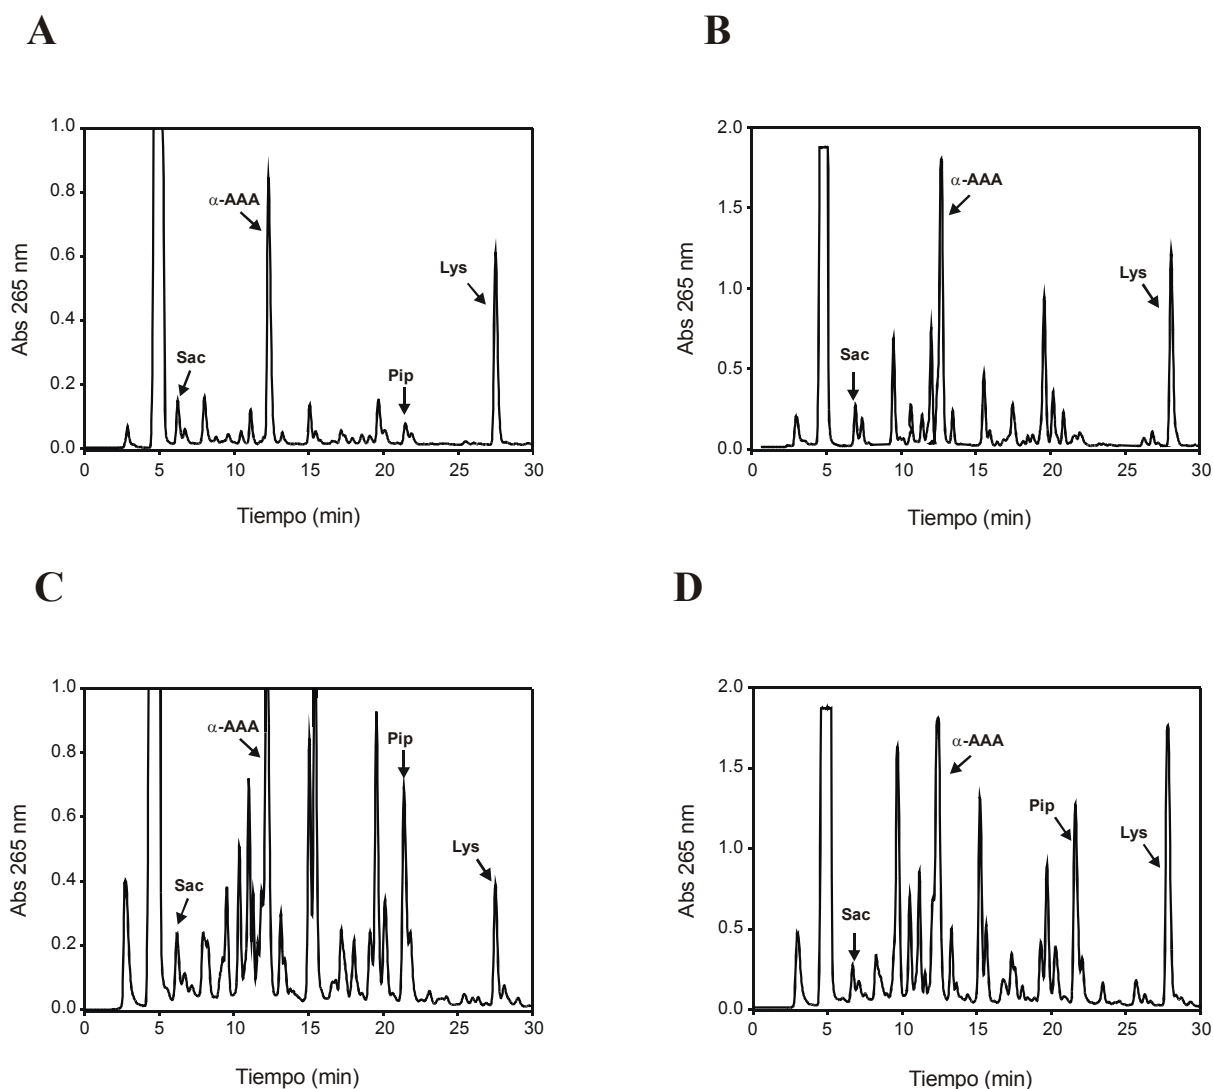 A
B
1.0
0.8
0.6
0.4
0.2
0.0
Abs 265 nm
α-AAA
Lys
Sac
Pip
0 5 10 15 20 25 30
Tiempo (min)
2.0
1.5
1.0
0.5
0.0
Abs 265 nm
α-AAA
Lys
Sac
0 5 10 15 20 25 30
Tiempo (min)
C
D
1.0
0.8
0.6
0.4
0.2
0.0
Abs 265 nm
α-AAA
Pip
Lys
Sac
0 5 10 15 20 25 30
Tiempo (min)
2.0
1.5
1.0
0.5
0.0
Abs 265 nm
α-AAA
Pip
Lys
Sac
0 5 10 15 20 25 30
Tiempo (min)